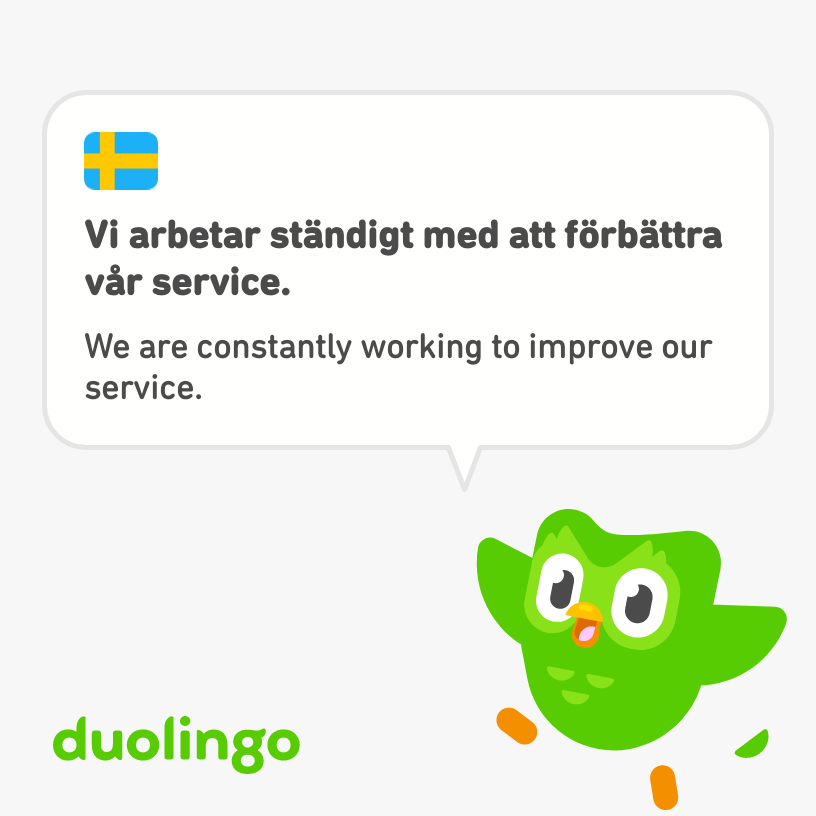 Vi arbetar ständigt med att förbättra
vår service.
We are constantly working to improve our
service.
duolingo